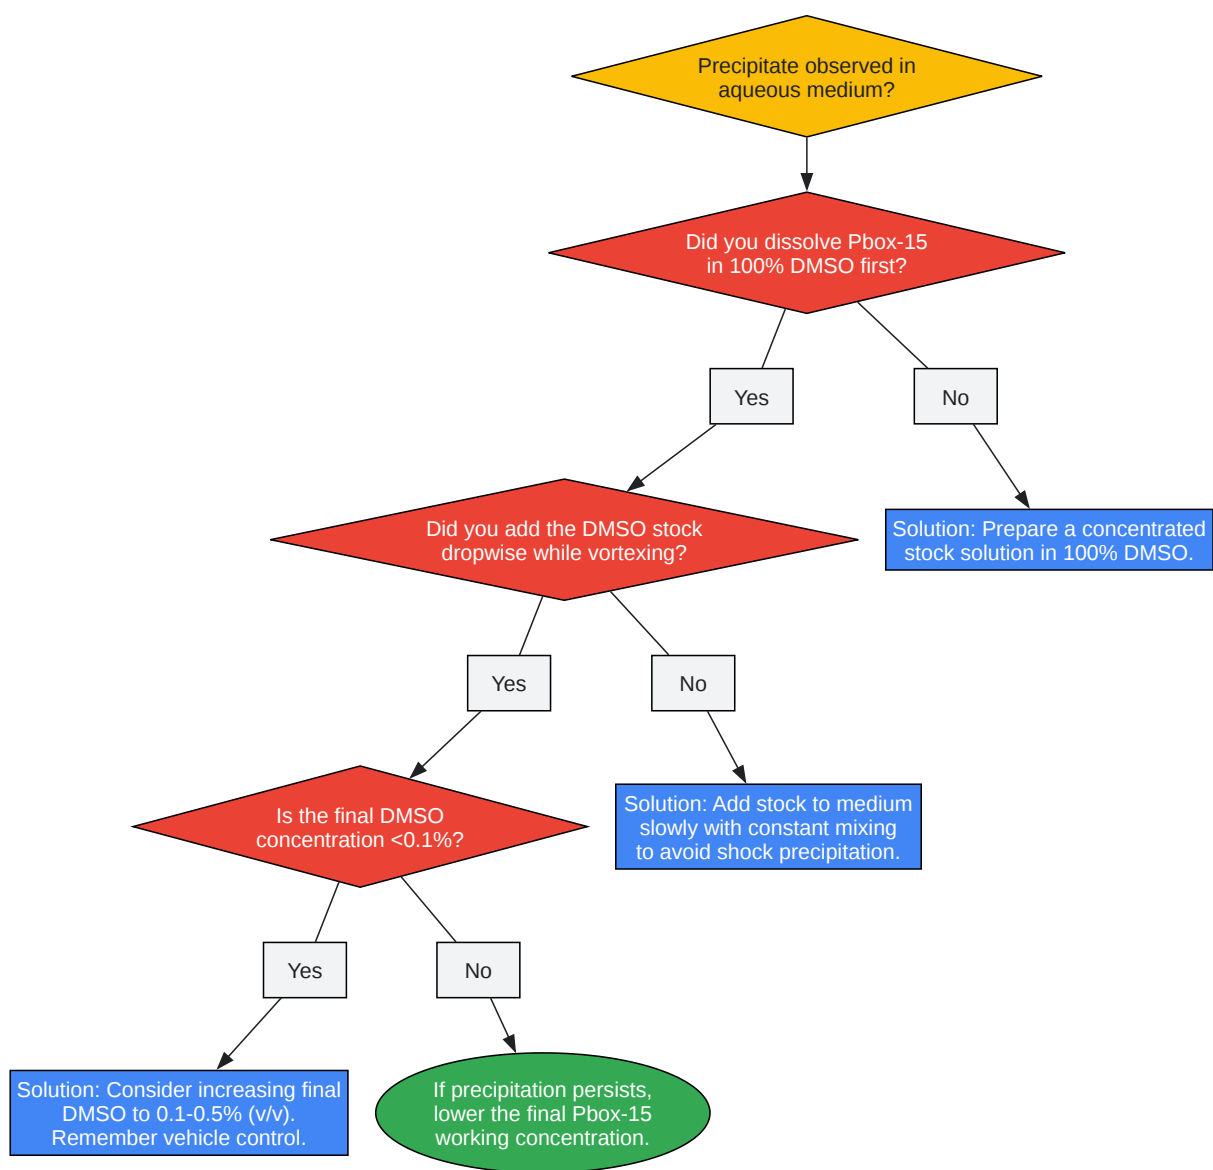 Precipitate observed in
aqueous medium?
Did you dissolve Pbox-15
in 100% DMSO first?
Yes
No
Did you add the DMSO stock
dropwise while vortexing?
Solution: Prepare a concentrated
stock solution in 100% DMSO.
Yes
No
Is the final DMSO
concentration <0.1%?
Solution: Add stock to medium
slowly with constant mixing
to avoid shock precipitation.
Yes
No
Solution: Consider increasing final
DMSO to 0.1-0.5% (v/v).
Remember vehicle control.
If precipitation persists,
lower the final Pbox-15
working concentration.